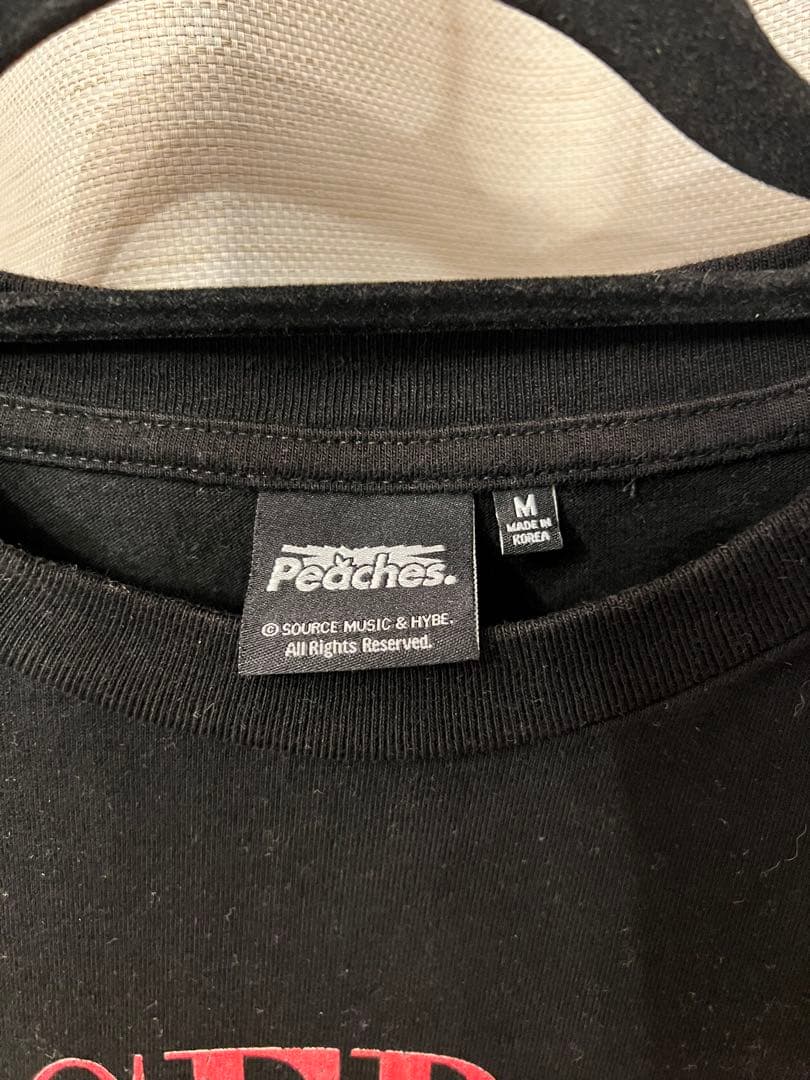 Peaches.
© SOURCE MUSIC & HYBE.
All Rights Reserved.
M
MADE IN
KOREA